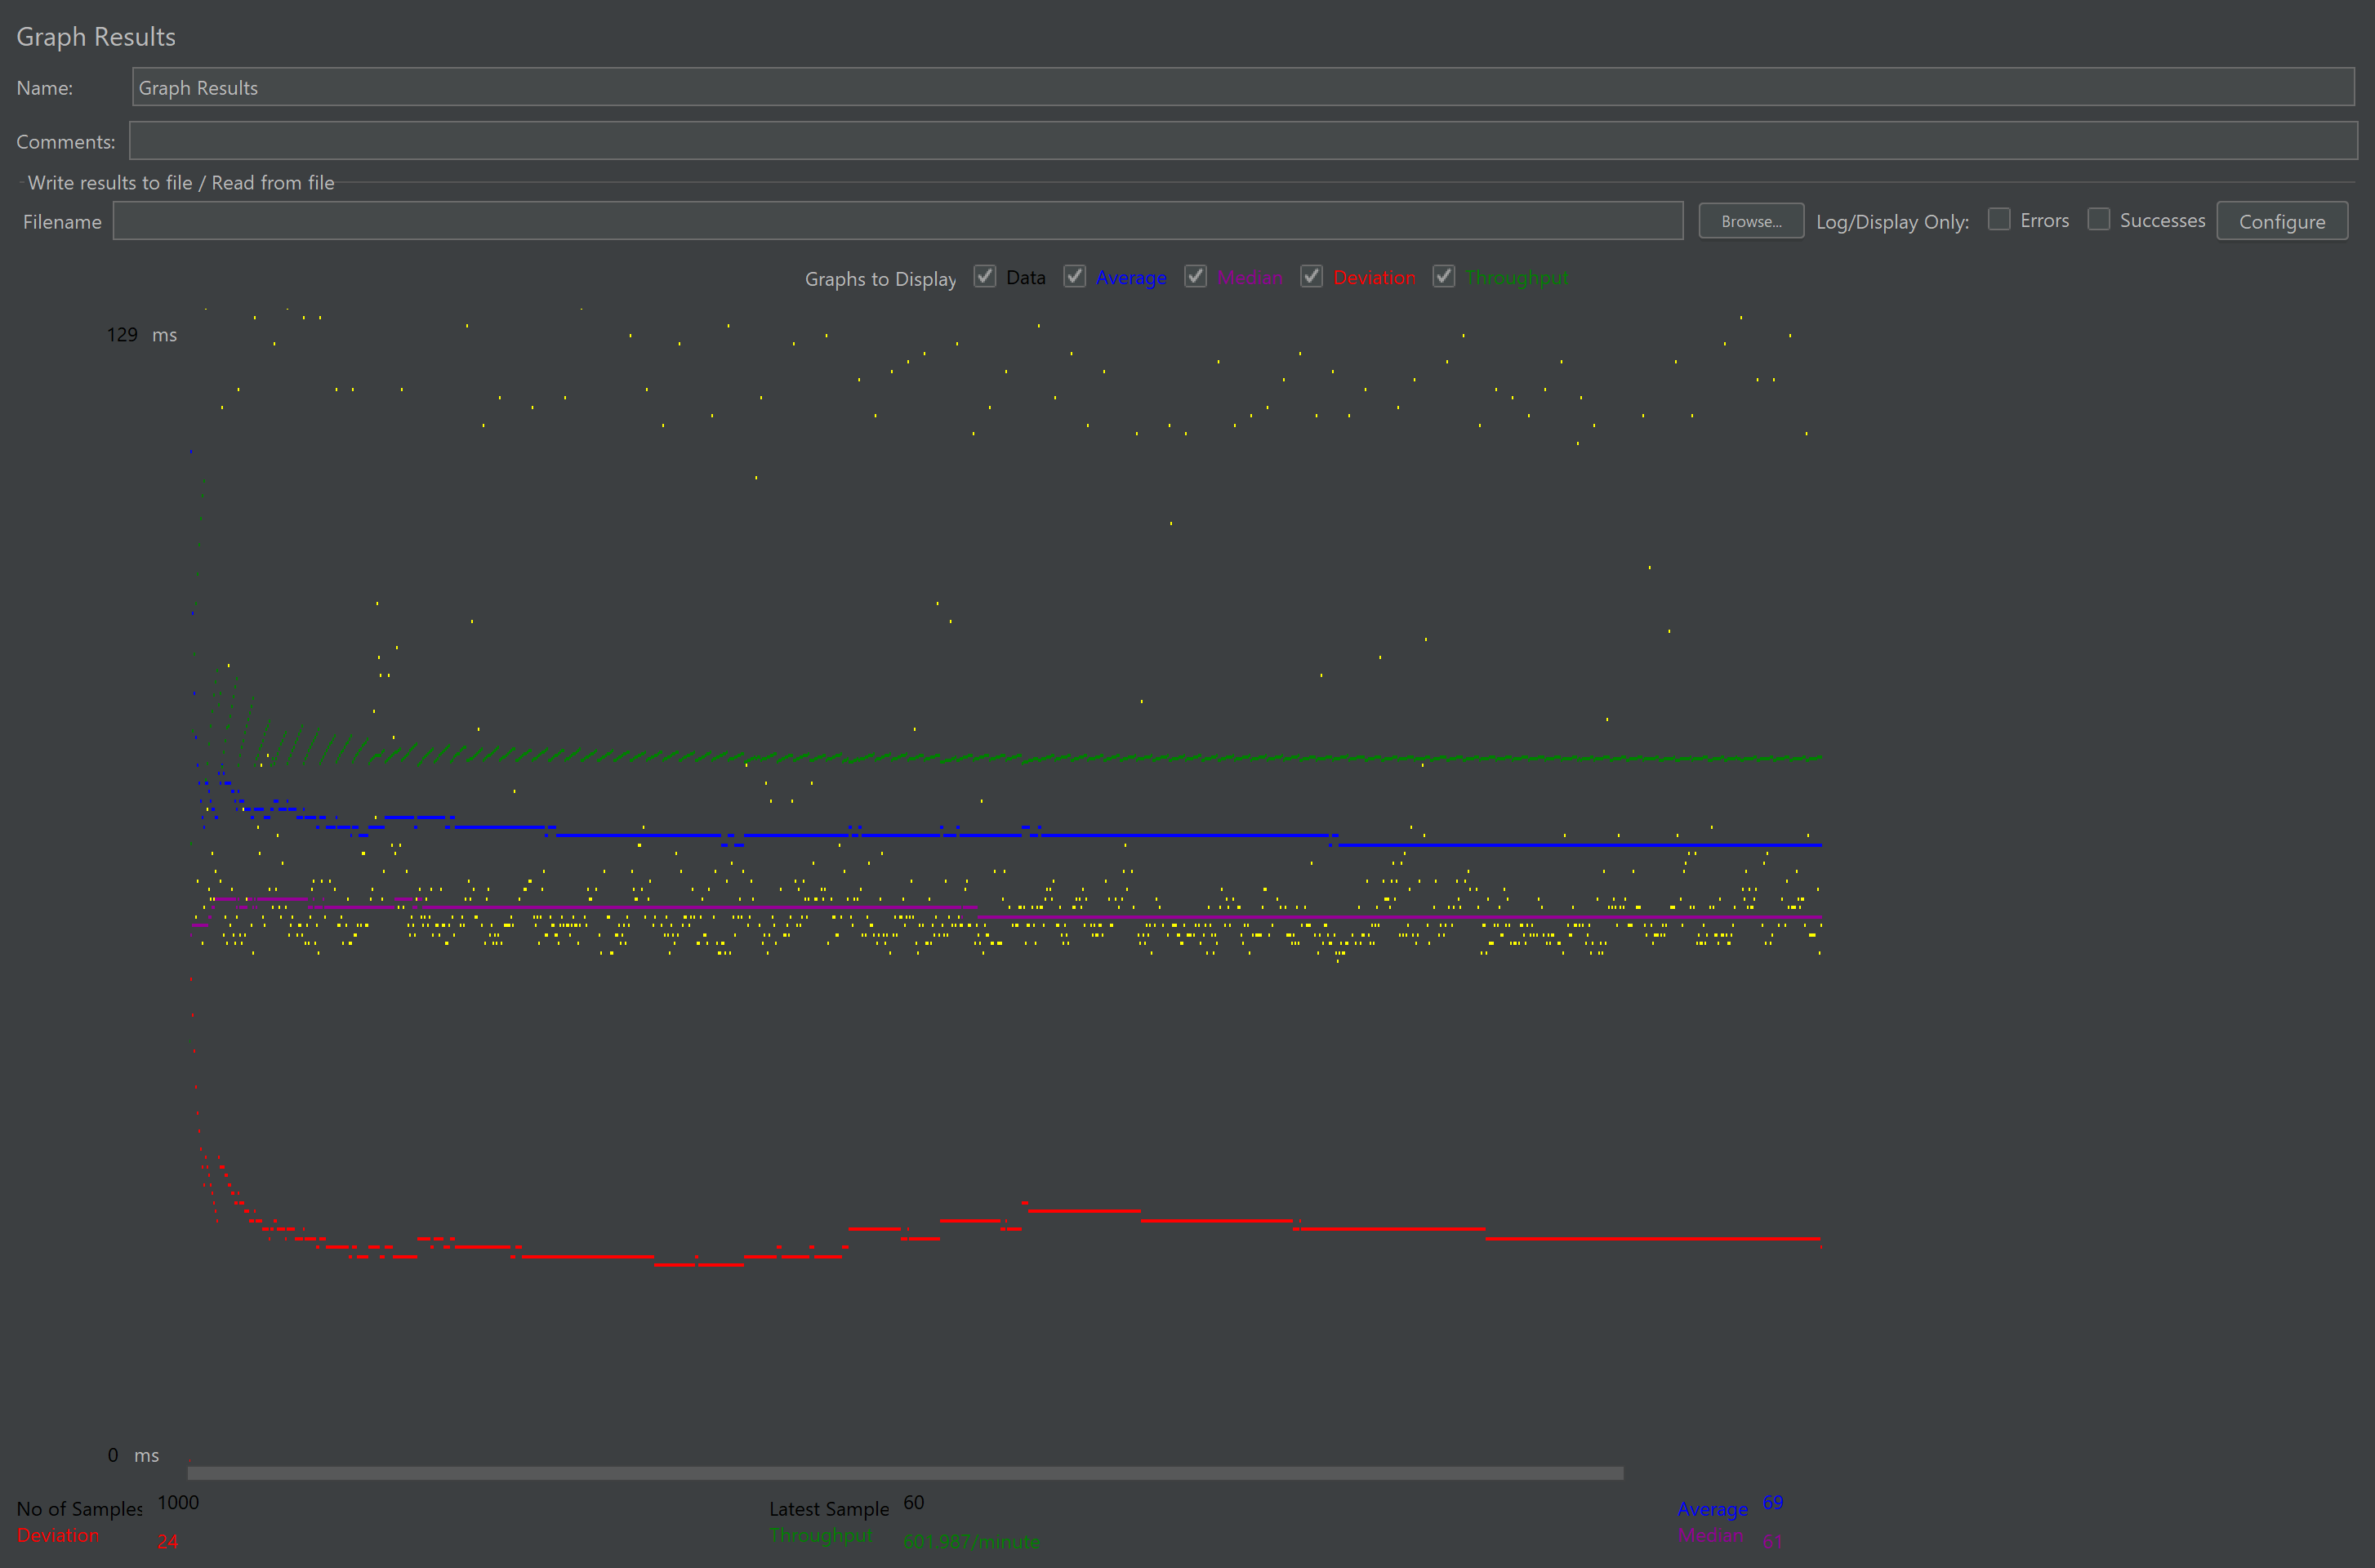 Graph Results
Name: Graph Results
Comments:
Write results to file / Read from file
Filename Browse... Log/Display Only: Errors Successes Configure
Graphs to Display Data Average Median Deviation Throughput
129 ms
0 ms
No of Samples 1000 Latest Sample 60 Average 69
Deviation 24 Throughput 601.987/minute Median 61